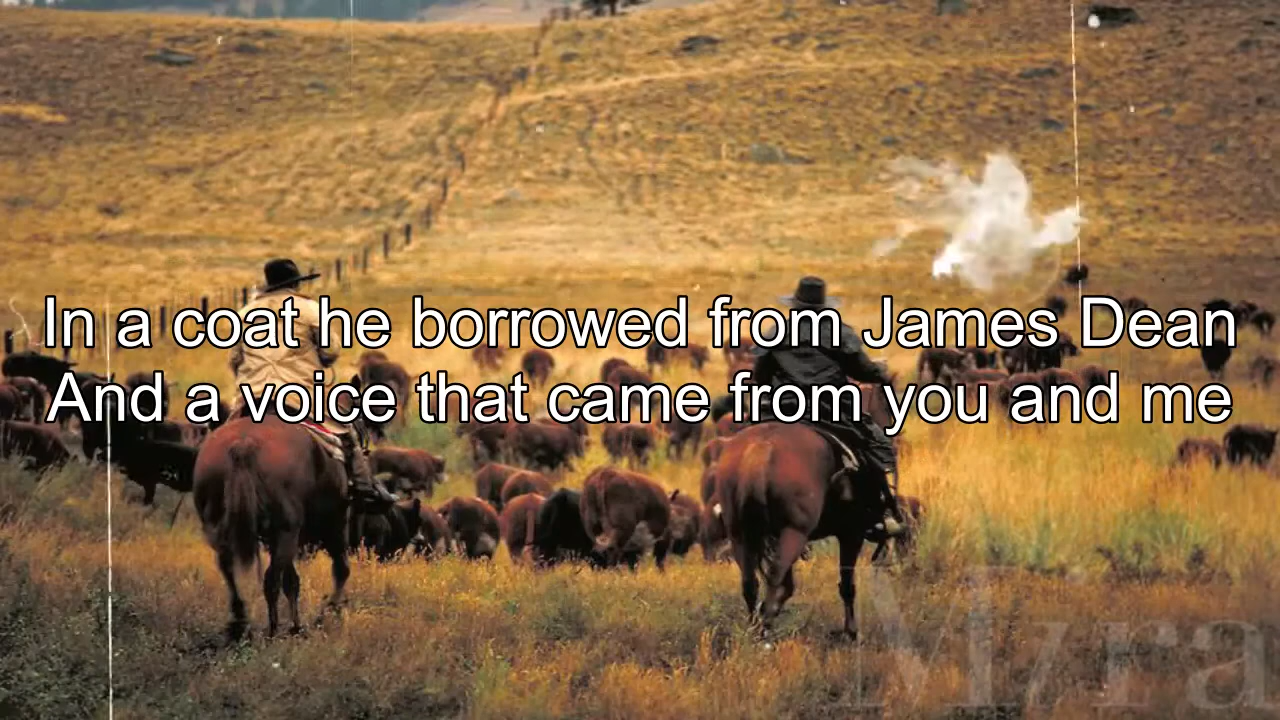 In a coat he borrowed from James Dean
And a voice that came from you and me